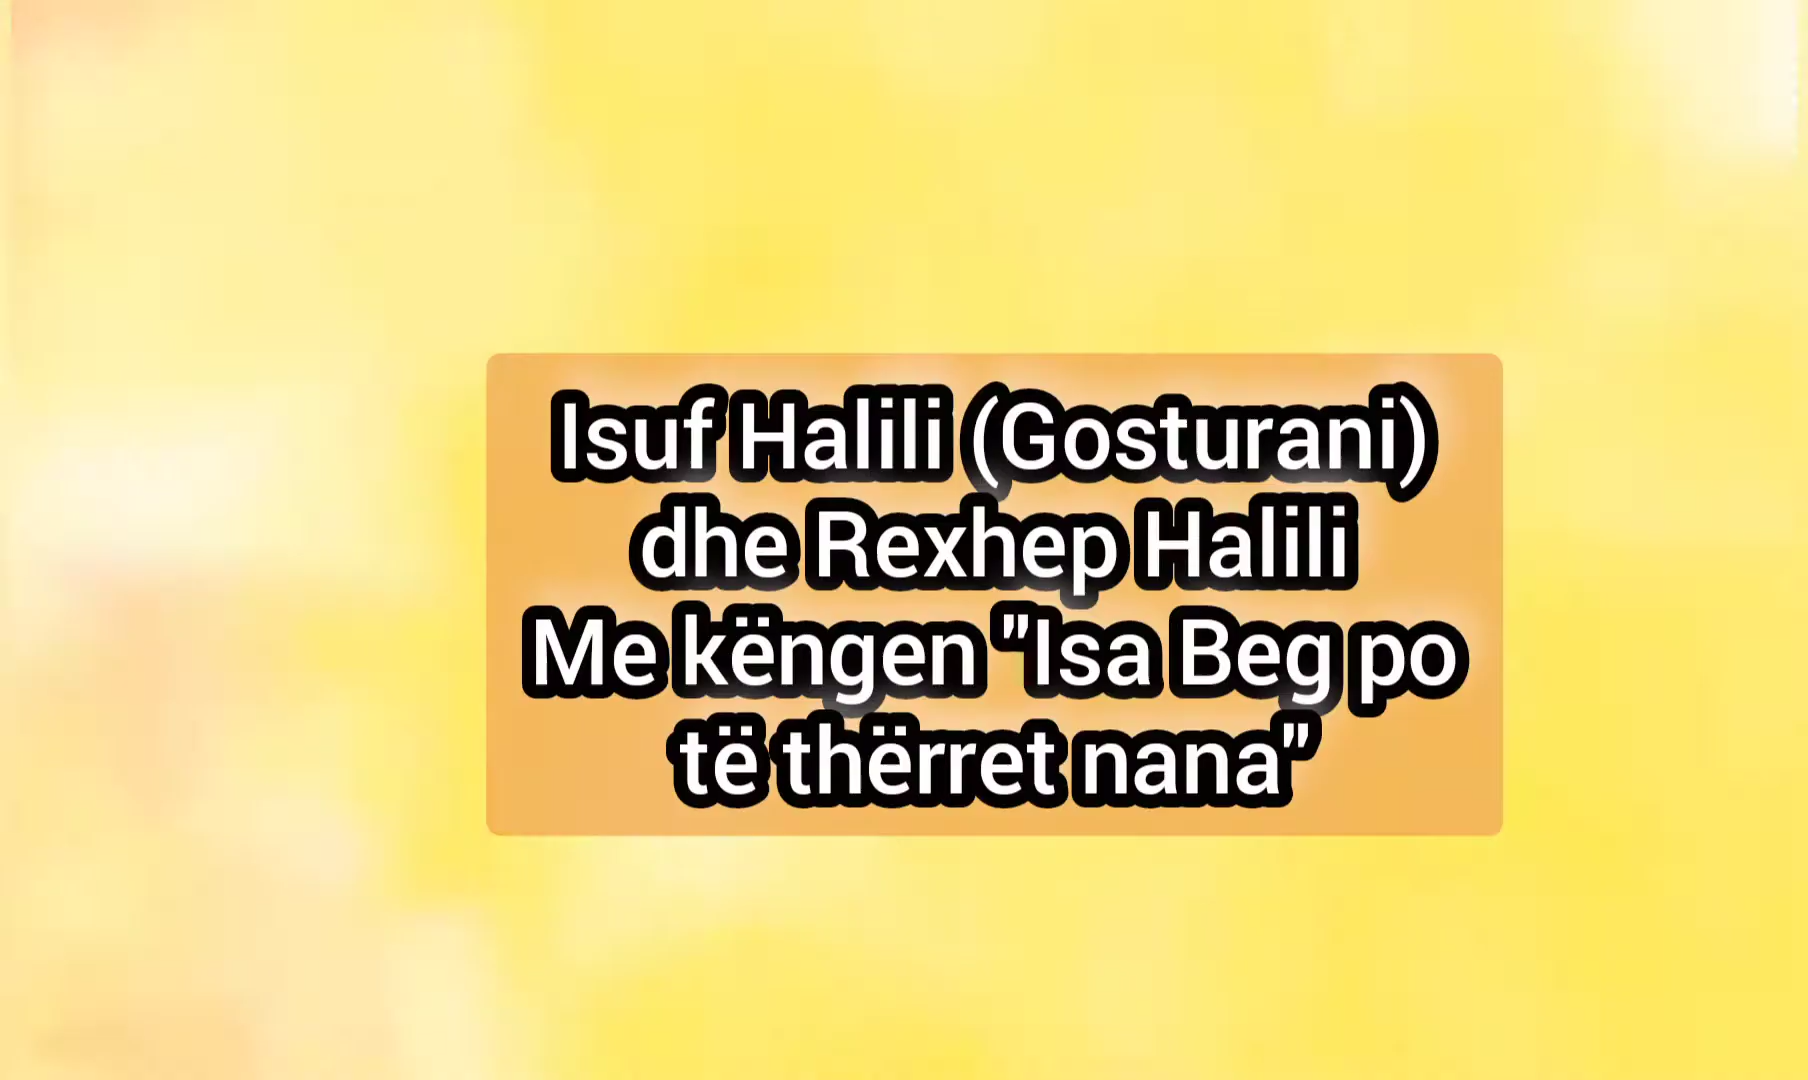 Isuf Halili (Gosturani)
dhe Rexhep Halili
Me këngen "Isa Beg po
të thërret nana"